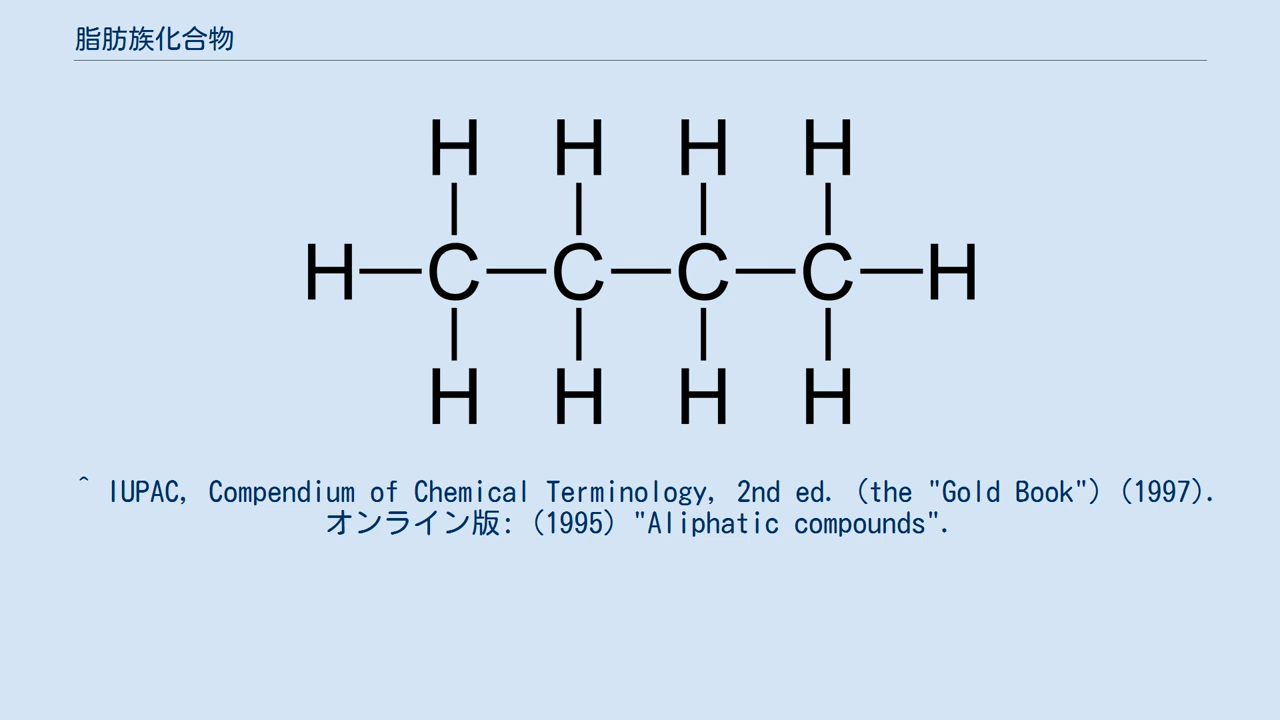 脂肪族化合物
H H H H
H C C C C H
H H H H
^ IUPAC, Compendium of Chemical Terminology, 2nd ed. (the "Gold Book") (1997).
オンライン版: (1995) "Aliphatic compounds".